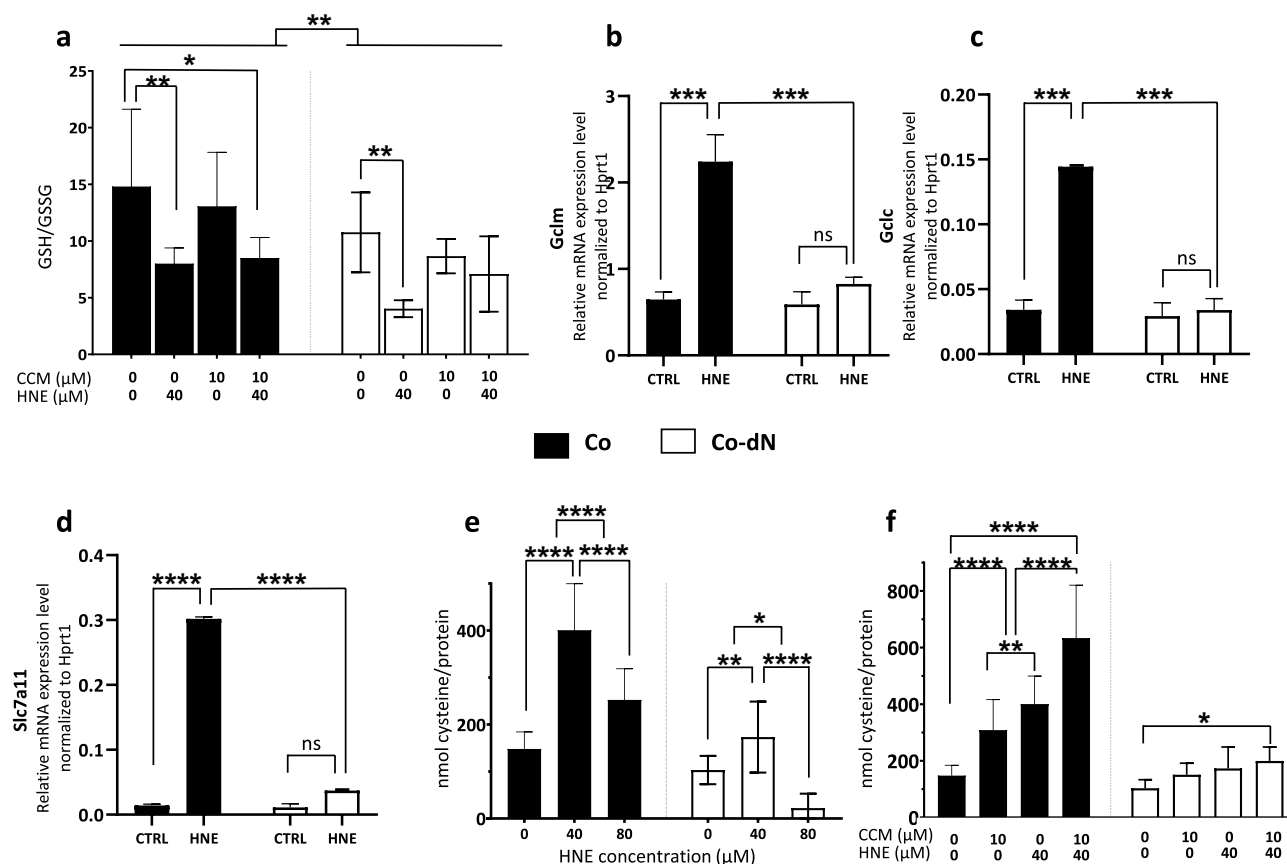 a
**
*
**
**
GSH/GSSG
25
20
15
10
5
0
CCM (µM) 0 0 10 10 0 0 10 10
HNE (µM) 0 40 0 40 0 40 0 40
b
***
***
ns
Gclm
Relative mRNA expression level
normalized to Hprt1
3
2
1
0
CTRL HNE CTRL HNE
c
***
***
ns
Gclc
Relative mRNA expression level
normalized to Hprt1
0.20
0.15
0.10
0.05
0.00
CTRL HNE CTRL HNE
Co Co-dN
d
****
****
ns
Slc7a11
Relative mRNA expression level
normalized to Hprt1
0.4
0.3
0.2
0.1
0.0
CTRL HNE CTRL HNE
e
****
**** ****
*
** ****
nmol cysteine/protein
400
200
0
0 40 80 0 40 80
HNE concentration (µM)
f
****
**** ****
**
*
nmol cysteine/protein
800
600
400
200
0
CCM (µM) 0 10 0 10 0 10 0 10
HNE (µM) 0 0 40 40 0 0 40 40